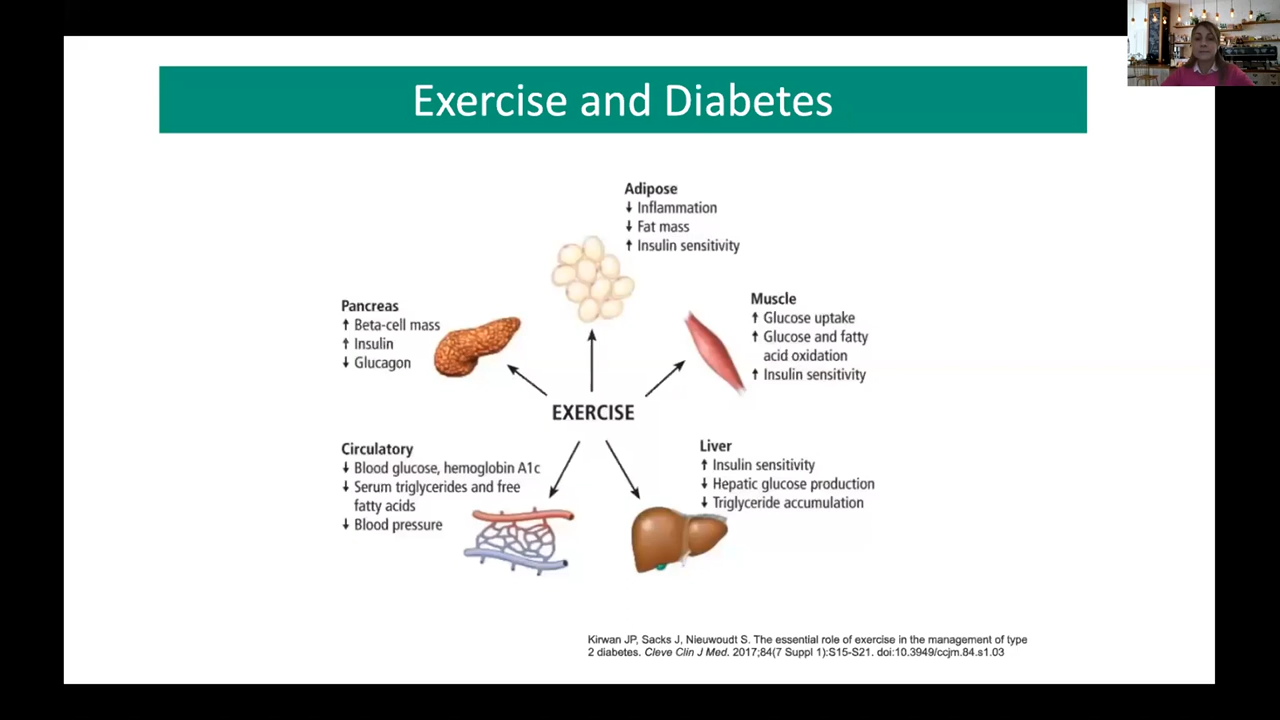 Exercise and Diabetes
Adipose
↓ Inflammation
↓ Fat mass
↑ Insulin sensitivity
Pancreas
↑ Beta-cell mass
↑ Insulin
↓ Glucagon
Muscle
↑ Glucose uptake
↑ Glucose and fatty
acid oxidation
↑ Insulin sensitivity
EXERCISE
Circulatory
↓ Blood glucose, hemoglobin A1c
↓ Serum triglycerides and free
fatty acids
↓ Blood pressure
Liver
↑ Insulin sensitivity
↓ Hepatic glucose production
↓ Triglyceride accumulation
Kirwan JP, Sacks J, Nieuwoudt S. The essential role of exercise in the management of type
2 diabetes. Cleve Clin J Med. 2017;84(7 Suppl 1):S15-S21. doi:10.3949/ccjm.84.s1.03